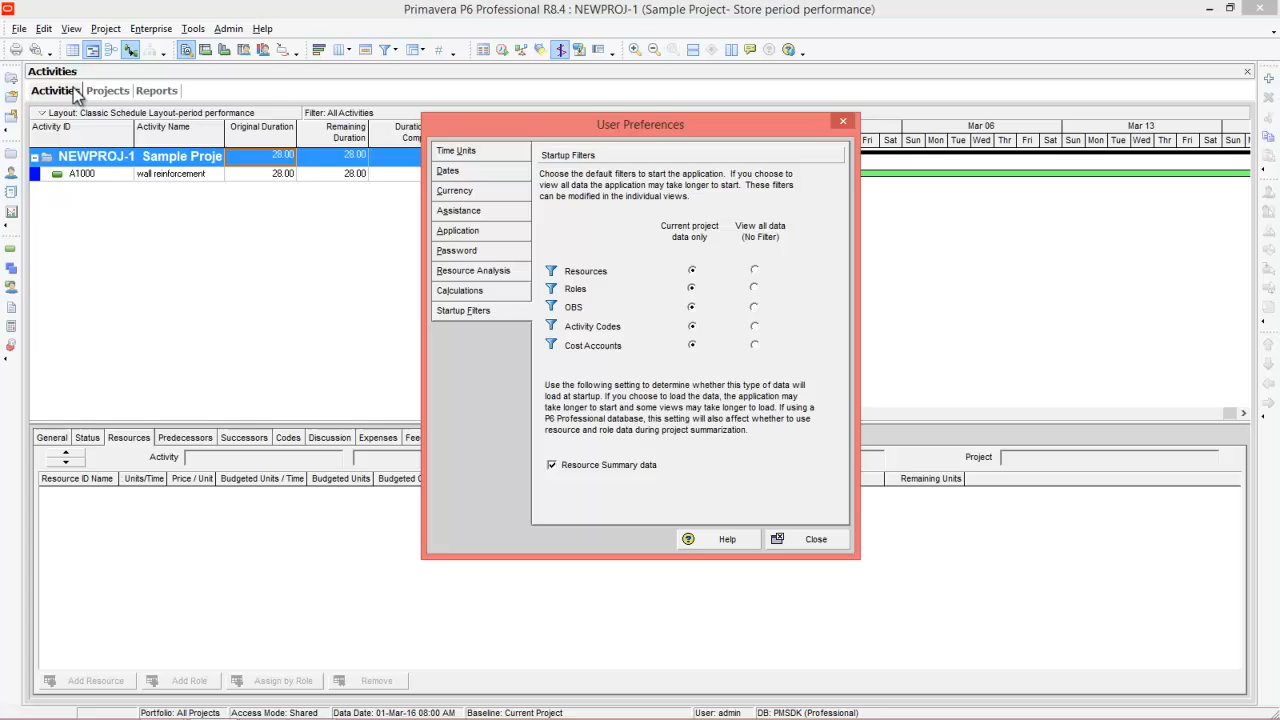 Primavera P6 Professional R8.4 : NEWPROJ-1 (Sample Project- Store period performance)
File Edit View Project Enterprise Tools Admin Help
Activities
Activities Projects Reports
Layout: Classic Schedule Layout-period performance Filter: All Activities
Activity ID Activity Name Original Duration Remaining Duration
Mar 06 Mar 13
Fri Sat Sun Mon Tue Wed Thr Fri Sat Sun Mon Tue Wed Thr Fri Sat Sun
NEWPROJ-1 Sample Proje 28.00 28.00
A1000 wall reinforcement 28.00 28.00
User Preferences
Time Units
Dates
Currency
Assistance
Application
Password
Resource Analysis
Calculations
Startup Filters
Startup Filters
Choose the default filters to start the application. If you choose to
view all data the application may take longer to start. These filters
can be modified in the individual views.
Current project data only
View all data (No Filter)
Resources
Roles
OBS
Activity Codes
Cost Accounts
Use the following setting to determine whether this type of data will
load at startup. If you choose to load the data, the application may
take longer to start and some views may take longer to load. If using a
P6 Professional database, this setting will also affect whether to use
resource and role data during project summarization.
Resource Summary data
Help Close
General Status Resources Predecessors Successors Codes Discussion Expenses
Activity Project
Resource ID Name Units/Time Price / Unit Budgeted Units / Time Budgeted Units Budgeted Remaining Units
Add Resource Add Role Assign by Role Remove
Portfolio: All Projects Access Mode: Shared Data Date: 01-Mar-16 08:00 AM Baseline: Current Project User: admin DB: PMSDK (Professional)